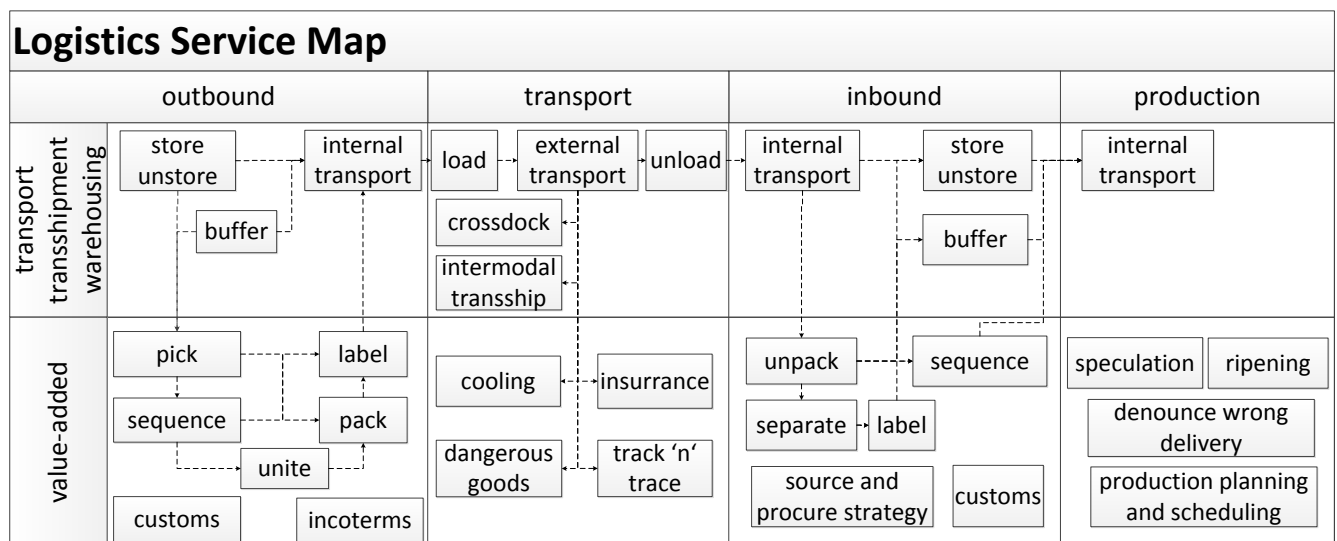 Logistics Service Map
outbound
transport
inbound
production
transport
transshipment
warehousing
store
unstore
internal
transport
buffer
load
external
transport
unload
crossdock
intermodal
transship
internal
transport
store
unstore
buffer
internal
transport
value-added
pick
label
sequence
pack
unite
customs
incoterms
cooling
insurrance
dangerous
goods
track ‘n‘
trace
unpack
sequence
separate
label
source and
procure strategy
customs
speculation
ripening
denounce wrong
delivery
production planning
and scheduling